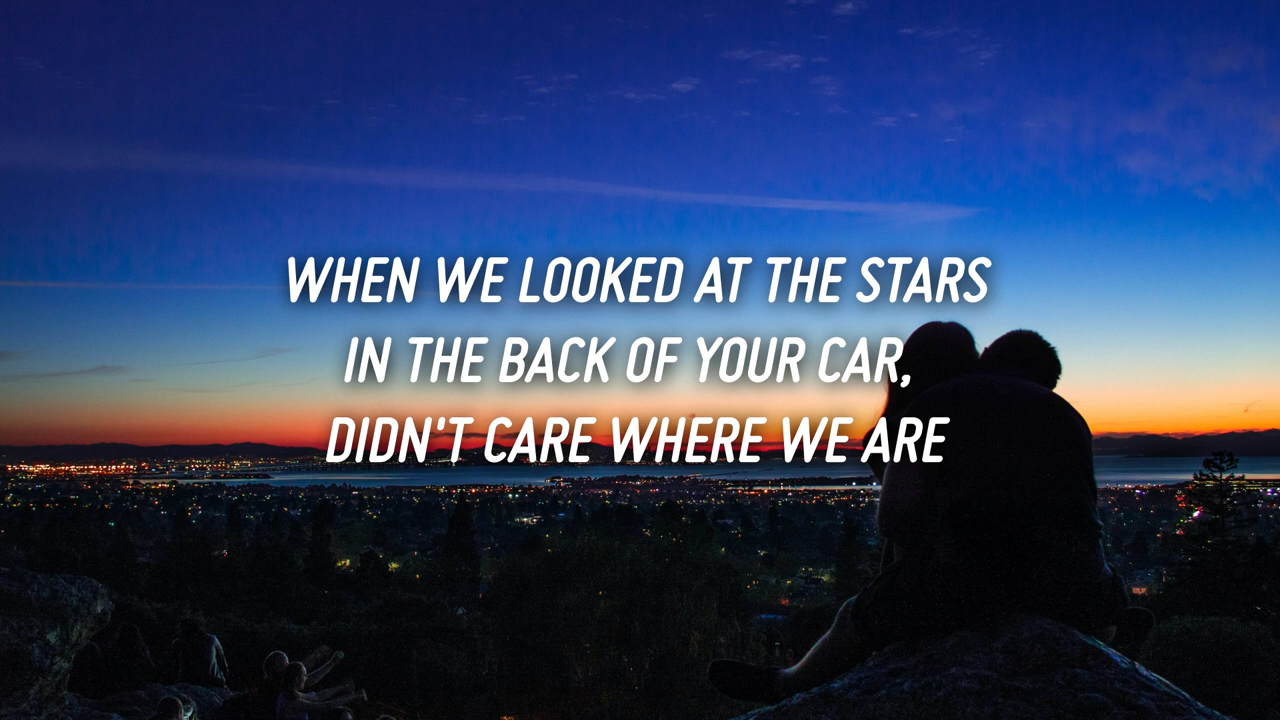 WHEN WE LOOKED AT THE STARS
IN THE BACK OF YOUR CAR,
DIDN'T CARE WHERE WE ARE